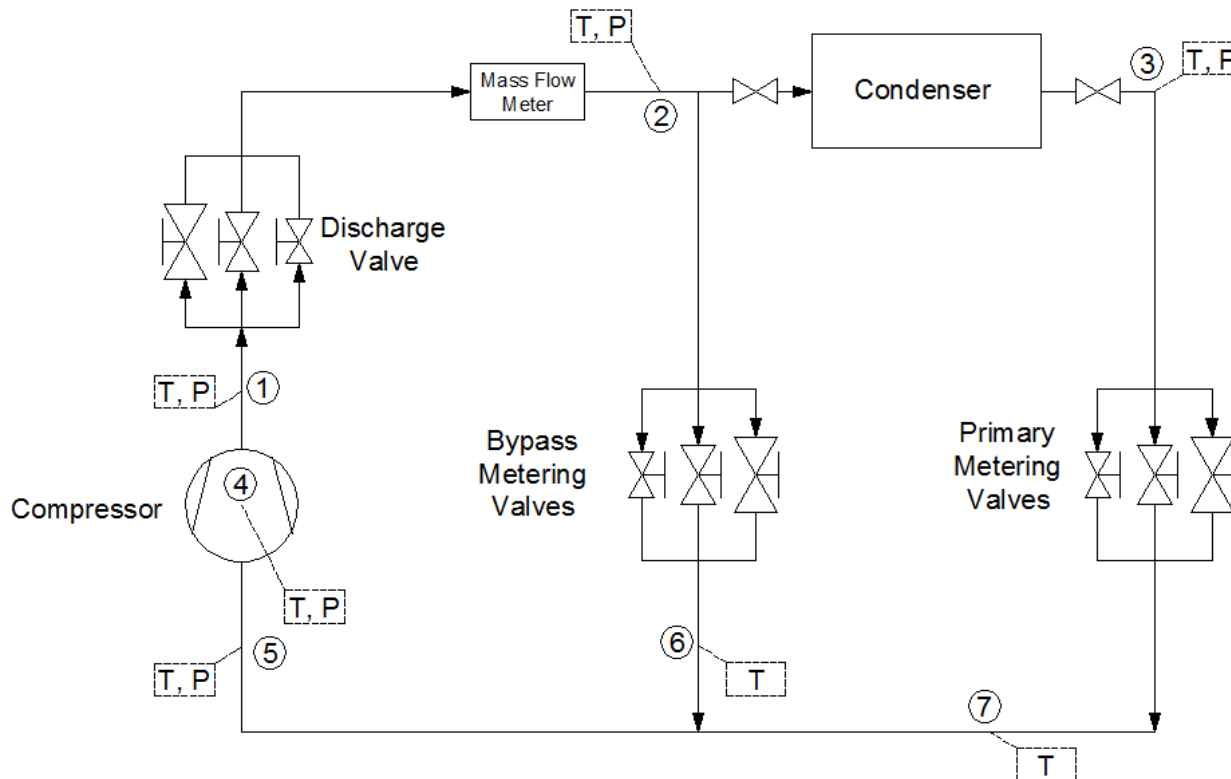 T, P
2
Mass Flow
Meter
Condenser
3
T, P
Discharge
Valve
T, P
1
Compressor
4
T, P
T, P
5
Bypass
Metering
Valves
Primary
Metering
Valves
6
T
7
T